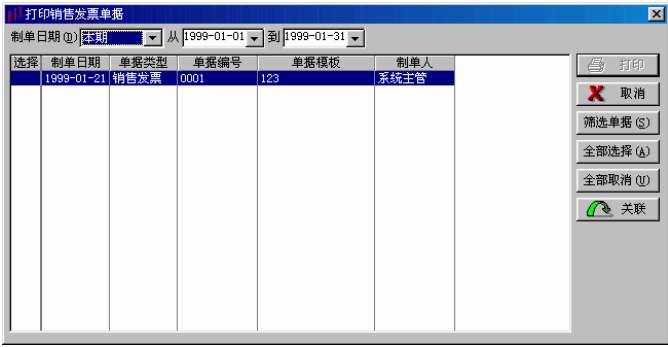 打印销售发票单据
制单日期(D) 本期 从 1999-01-01 到 1999-01-31
选择 制单日期 单据类型 单据编号 单据模板 制单人
1999-01-21 销售发票 0001 123 系统主管
打印
取消
筛选单据(S)
全部选择(A)
全部取消(U)
关联